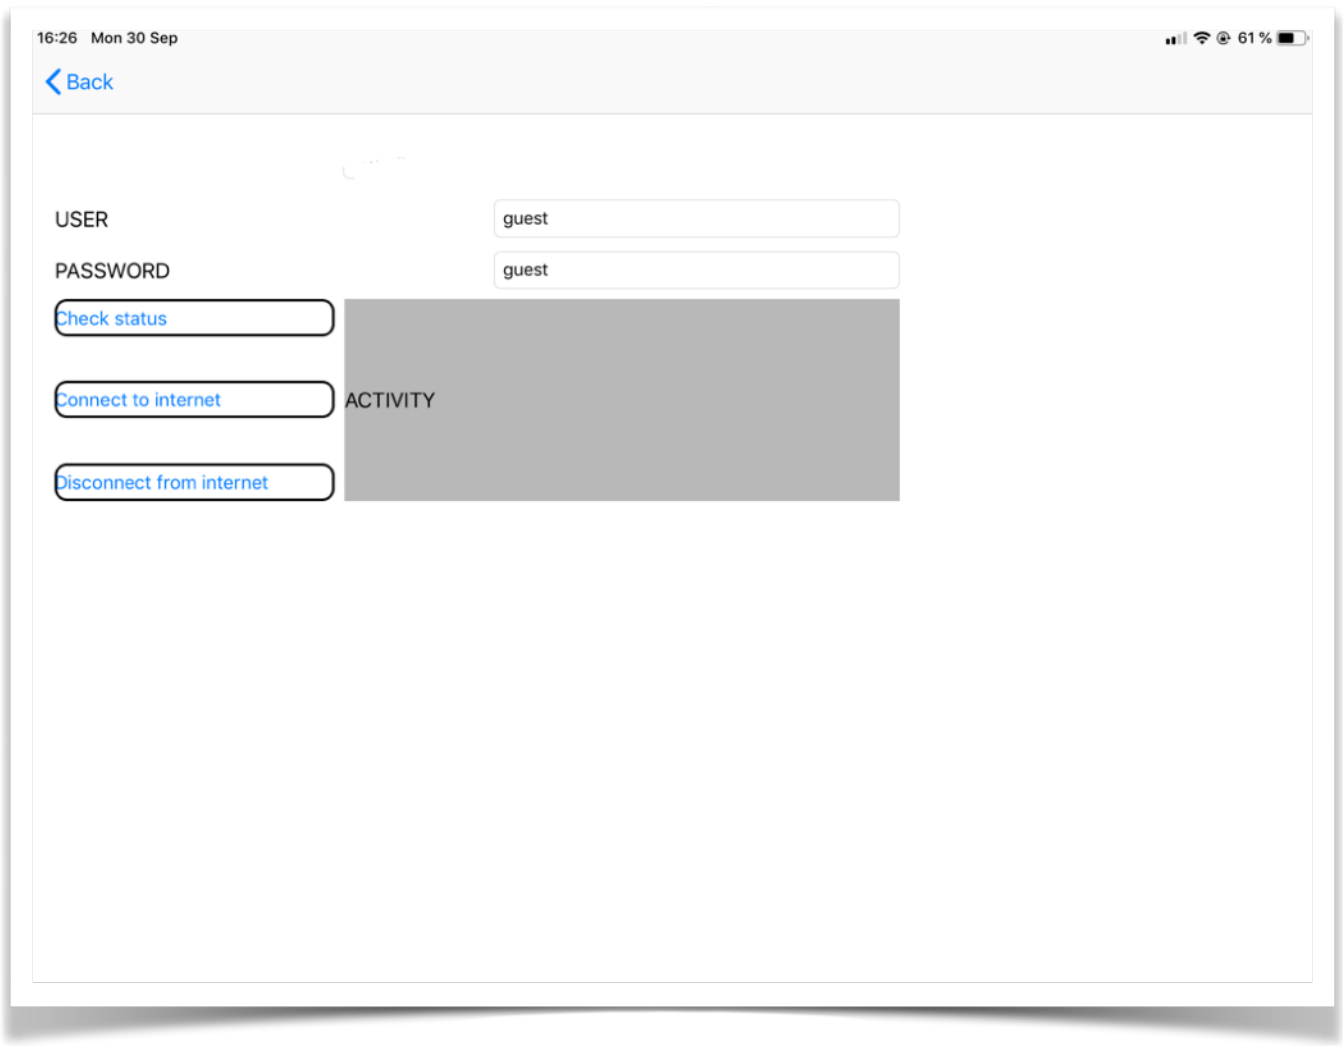 16:26 Mon 30 Sep 61 %
Back
USER guest
PASSWORD guest
Check status
Connect to internet ACTIVITY
Disconnect from internet